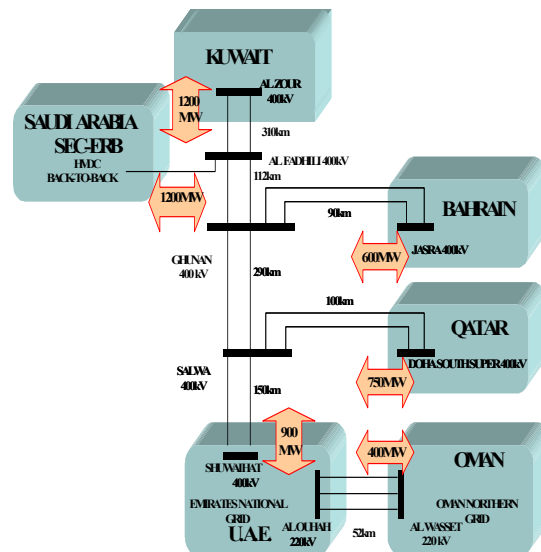 KUWAIT
AL ZOUR
400kV
1200
MW
SAUDI ARABIA
SEC-ERB
HVDC
BACK-TO-BACK
310km
AL FADHILI 400kV
112km
1200MW
90km
BAHRAIN
JASRA 400kV
600MW
GHUNAN
400 kV
290km
100km
QATAR
DOHA SOUTH SUPER 400kV
750MW
SALWA
400kV
150km
900
MW
SHUWAIHAT
400kV
EMIRATES NATIONAL
GRID
U.A.E.
AL OUHAH
220kV
52km
400MW
OMAN
OMAN NORTHERN
GRID
AL WASSET
220 kV